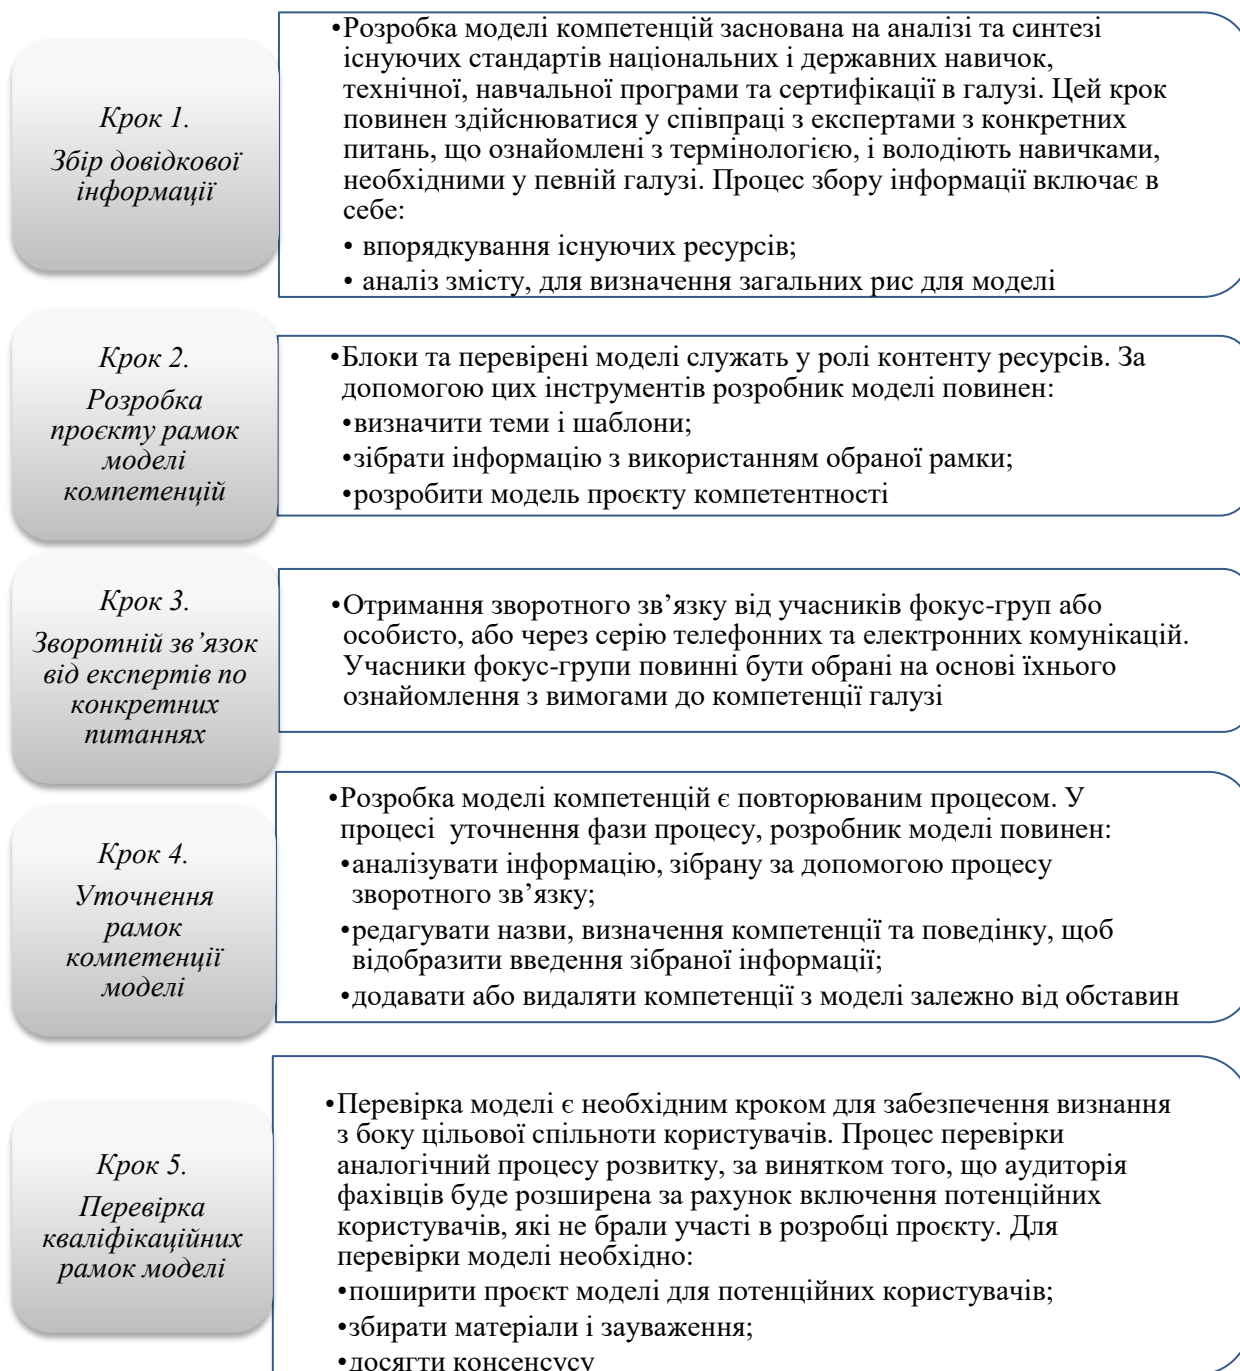 Крок 1.
Збір довідкової
інформації
•Розробка моделі компетенцій заснована на аналізі та синтезі
існуючих стандартів національних і державних навичок,
технічної, навчальної програми та сертифікації в галузі. Цей крок
повинен здійснюватися у співпраці з експертами з конкретних
питань, що ознайомлені з термінологією, і володіють навичками,
необхідними у певній галузі. Процес збору інформації включає в
себе:
• впорядкування існуючих ресурсів;
• аналіз змісту, для визначення загальних рис для моделі
Крок 2.
Розробка
проєкту рамок
моделі
компетенцій
•Блоки та перевірені моделі служать у ролі контенту ресурсів. За
допомогою цих інструментів розробник моделі повинен:
•визначити теми і шаблони;
•зібрати інформацію з використанням обраної рамки;
•розробити модель проєкту компетентності
Крок 3.
Зворотній зв’язок
від експертів по
конкретних
питаннях
•Отримання зворотного зв’язку від учасників фокус-груп або
особисто, або через серію телефонних та електронних комунікацій.
Учасники фокус-групи повинні бути обрані на основі їхнього
ознайомлення з вимогами до компетенції галузі
Крок 4.
Уточнення
рамок
компетенції
моделі
•Розробка моделі компетенцій є повторюваним процесом. У
процесі уточнення фази процесу, розробник моделі повинен:
•аналізувати інформацію, зібрану за допомогою процесу
зворотного зв’язку;
•редагувати назви, визначення компетенції та поведінку, щоб
відобразити введення зібраної інформації;
•додавати або видаляти компетенції з моделі залежно від обставин
Крок 5.
Перевірка
кваліфікаційних
рамок моделі
•Перевірка моделі є необхідним кроком для забезпечення визнання
з боку цільової спільноти користувачів. Процес перевірки
аналогічний процесу розвитку, за винятком того, що аудиторія
фахівців буде розширена за рахунок включення потенційних
користувачів, які не брали участі в розробці проєкту. Для
перевірки моделі необхідно:
•поширити проєкт моделі для потенційних користувачів;
•збирати матеріали і зауваження;
•досягти консенсусу